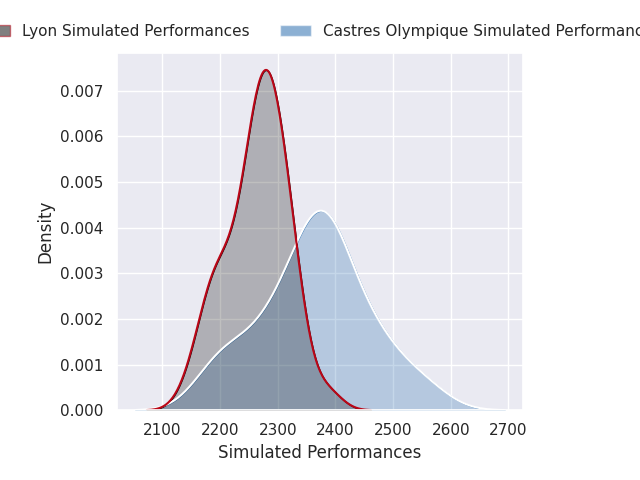 Lyon Simulated Performances
Castres Olympique Simulated
0.007
0.006
0.005
0.004
0.003
0.002
0.001
0.000
Density
2100 2200 2300 2400 2500 2600 2700
Simulated Performances